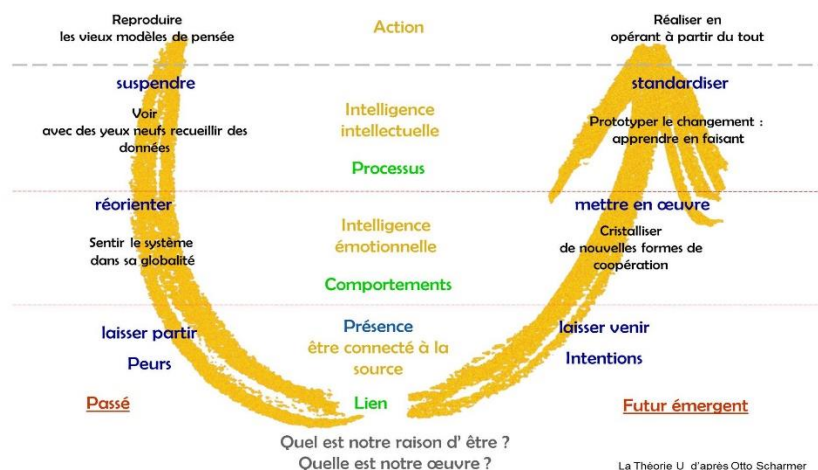 Reproduire
les vieux modèles de pensée
Action
Réaliser en
opérant à partir du tout
suspendre
standardiser
Voir
avec des yeux neufs recueillir des
données
Intelligence
intellectuelle
Prototyper le changement :
apprendre en faisant
Processus
réorienter
mettre en œuvre
Sentir le système
dans sa globalité
Intelligence
émotionnelle
Cristalliser
de nouvelles formes de
coopération
Comportements
laisser partir
Présence
laisser venir
être connecté à la
source
Peurs
Intentions
Passé
Lien
Futur émergent
Quel est notre raison d' être ?
Quelle est notre œuvre ?
La Théorie U d'après Otto Scharmer